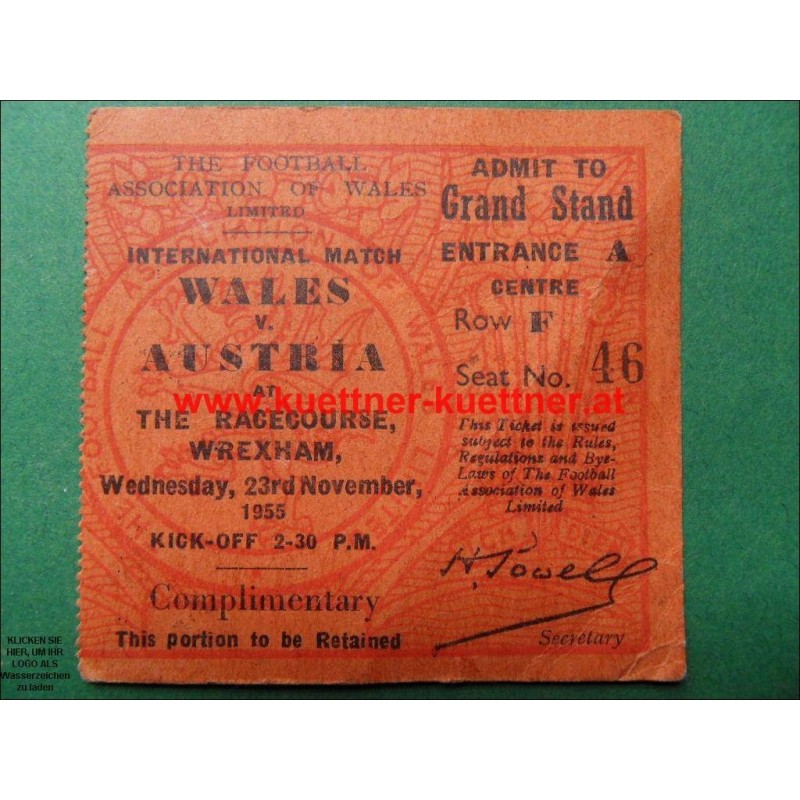 THE FOOTBALL
ASSOCIATION OF WALES
LIMITED
INTERNATIONAL MATCH
WALES
V.
AUSTRIA
AT
THE RACECOURSE,
WREXHAM,
Wednesday, 23rd November,
1955
KICK-OFF 2-30 P.M.
Complimentary
This portion to be Retained
ADMIT TO
Grand Stand
ENTRANCE A
CENTRE
Row F
Seat No. 46
This Ticket is issued
subject to the Rules,
Regulations and Bye-
Laws of The Football
Association of Wales
Limited
H. Powell
Secretary
www.kuettner-kuettner.at
KLICKEN SIE
HIER, UM IHR
LOGO ALS
Wasserzeichen
zu laden